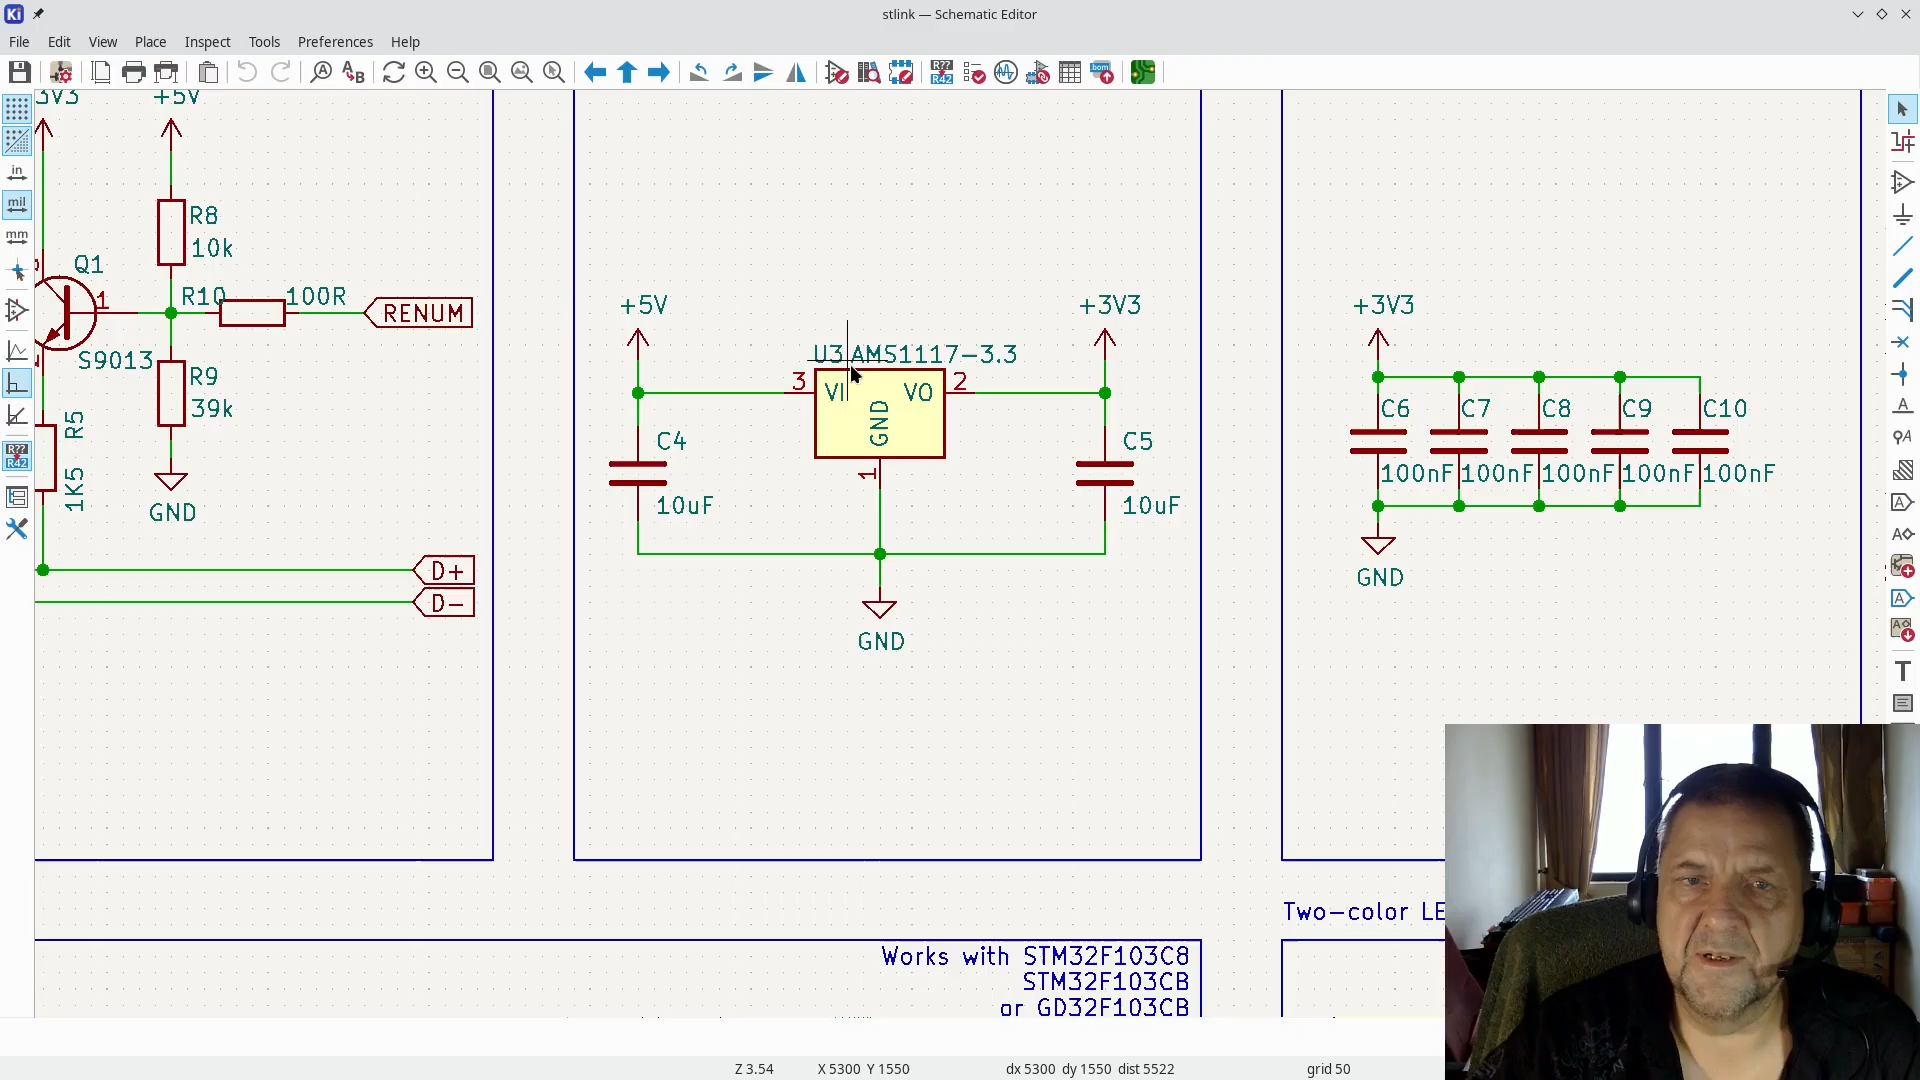 stlink — Schematic Editor
File Edit View Place Inspect Tools Preferences Help
in
mil
mm
3V3 +5V
R8
10k
Q1
1
R10 100R
RENUM
S9013
R9
39k
R5
1K5
GND
D+
D-
+5V
+3V3
U3 AMS1117-3.3
3 VI VO 2
GND
1
C4
10uF
C5
10uF
GND
+3V3
C6 C7 C8 C9 C10
100nF 100nF 100nF 100nF 100nF
GND
Two-color LE
Works with STM32F103C8
STM32F103CB
or GD32F103CB
Z 3.54 X 5300 Y 1550 dx 5300 dy 1550 dist 5522 grid 50